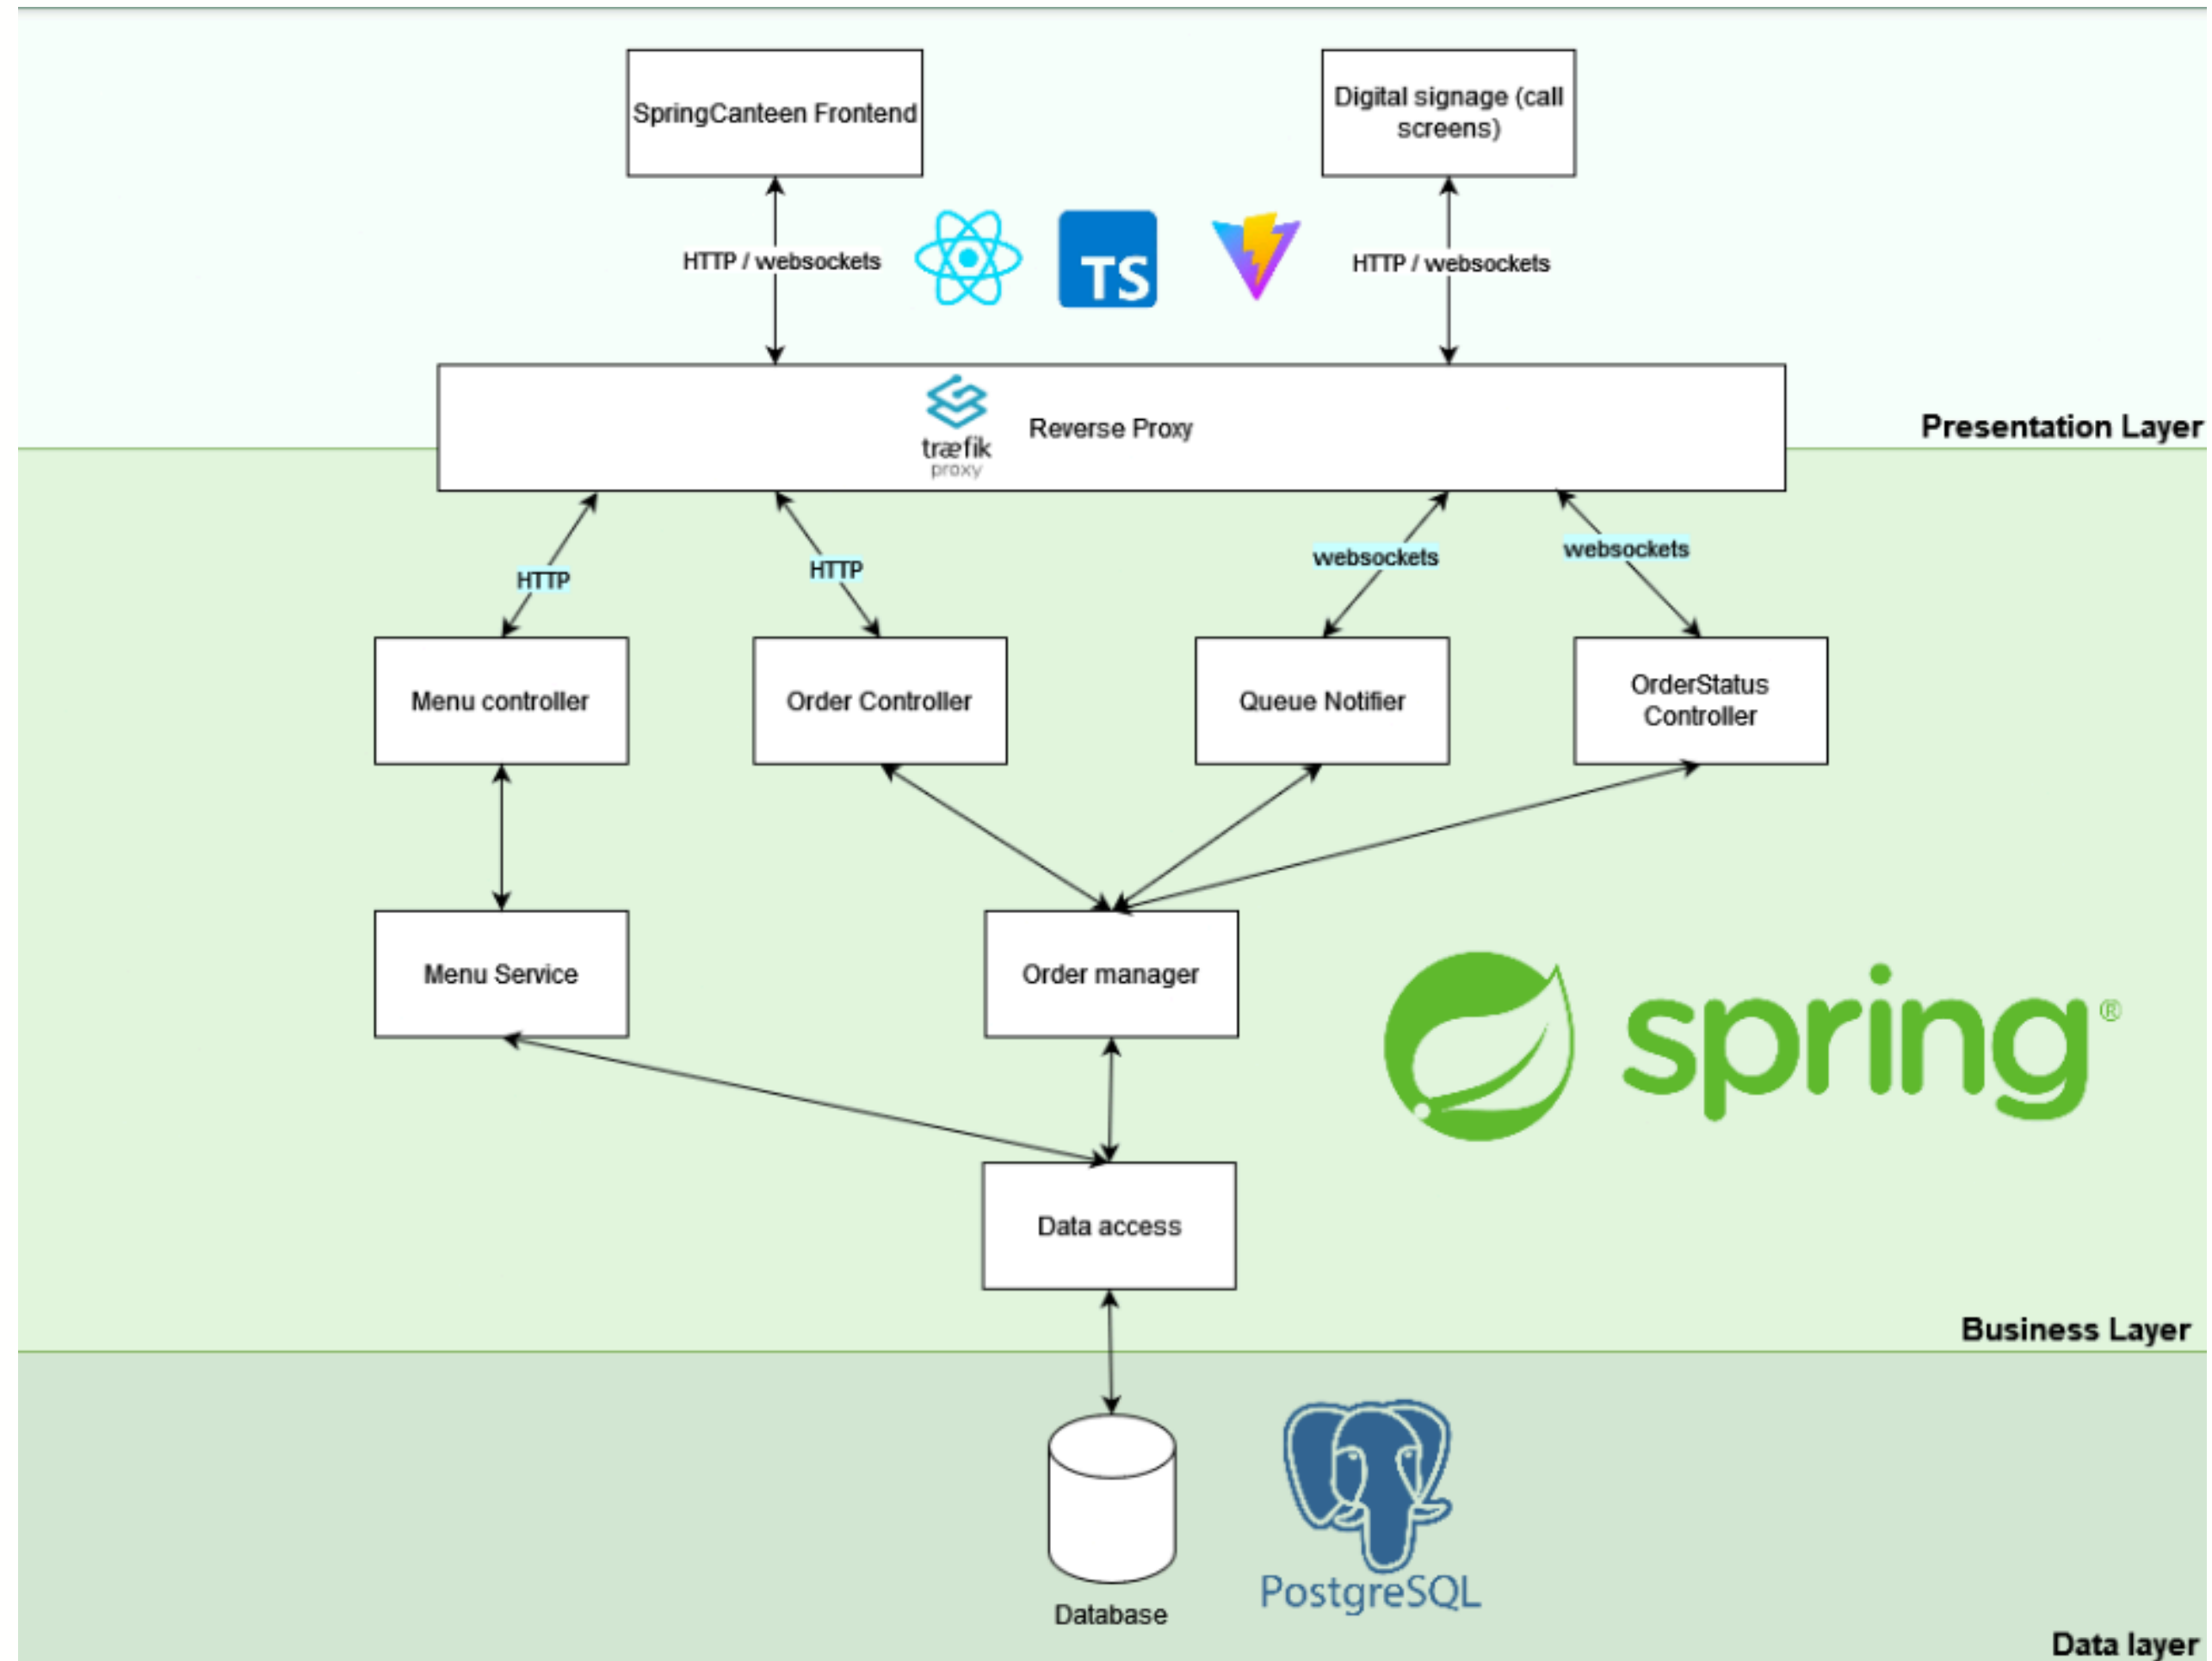 SpringCanteen Frontend
Digital signage (call
screens)
HTTP / websockets
TS
HTTP / websockets
træfik
proxy
Reverse Proxy
Presentation Layer
HTTP
HTTP
websockets
websockets
Menu controller
Order Controller
Queue Notifier
OrderStatus
Controller
Menu Service
Order manager
spring®
Data access
Business Layer
PostgreSQL
Database
Data layer